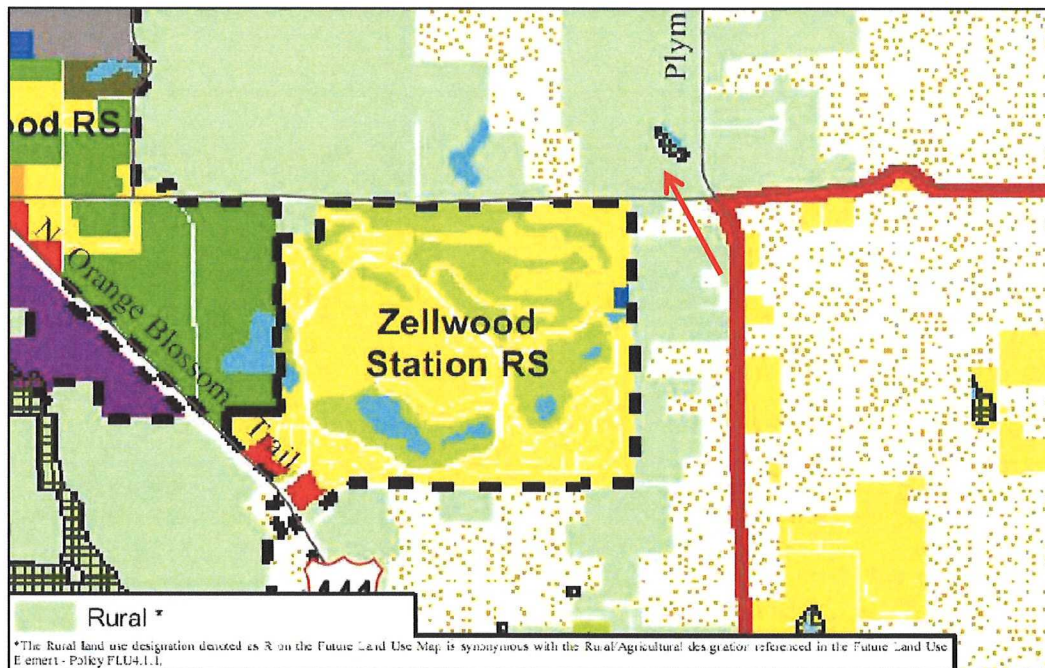 Plym
ood RS
N. Orange Blossom Trail
Zellwood
Station RS
441
Rural *
*The Rural land use designation denoted as R on the Future Land Use Map is synonymous with the Rural/Agricultural designation referenced in the Future Land Use
Element - Policy FLU4.1.1.